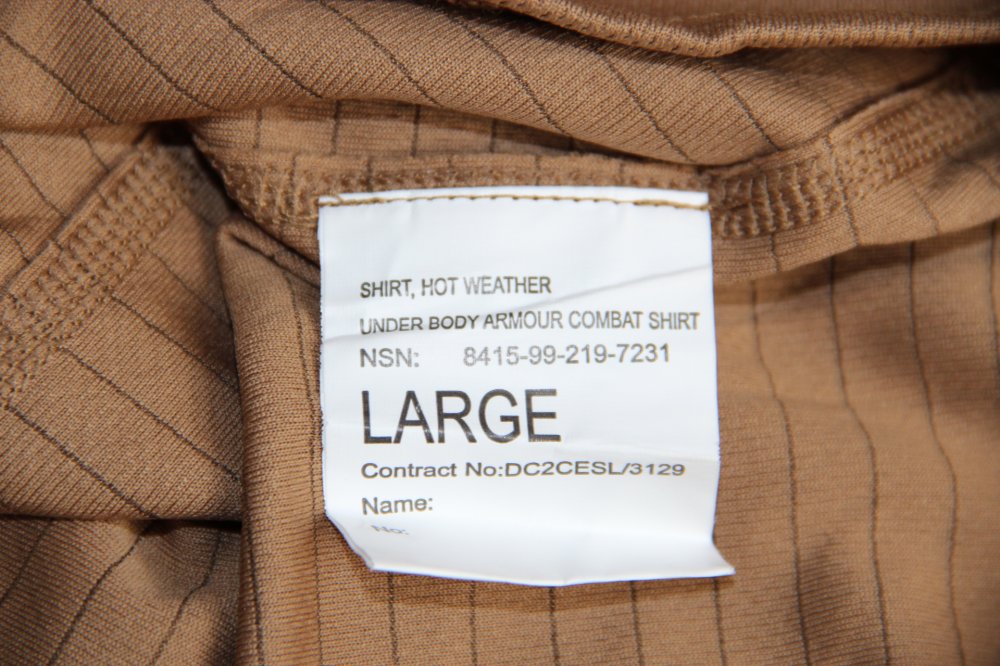 SHIRT, HOT WEATHER
UNDER BODY ARMOUR COMBAT SHIRT
NSN: 8415-99-219-7231
LARGE
Contract No:DC2CESL/3129
Name:
No: